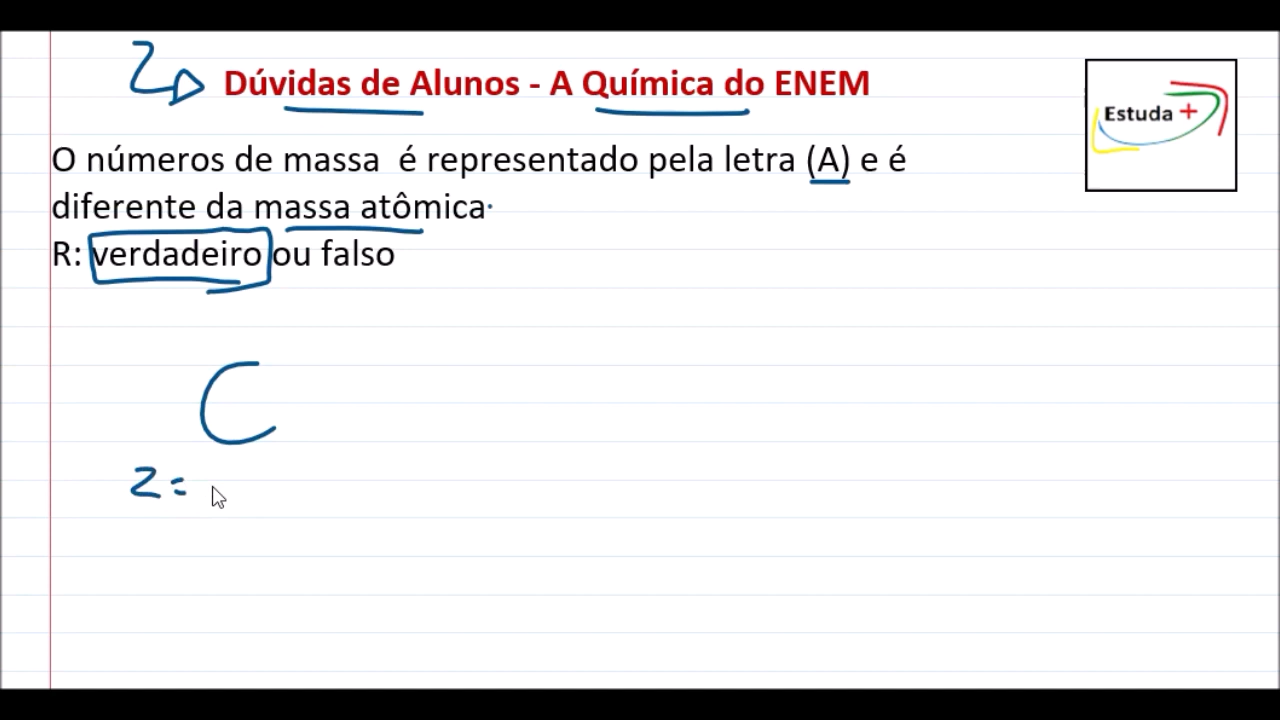 Dúvidas de Alunos - A Química do ENEM
Estuda +
O números de massa é representado pela letra (A) e é
diferente da massa atômica
R: verdadeiro ou falso
C
Z =